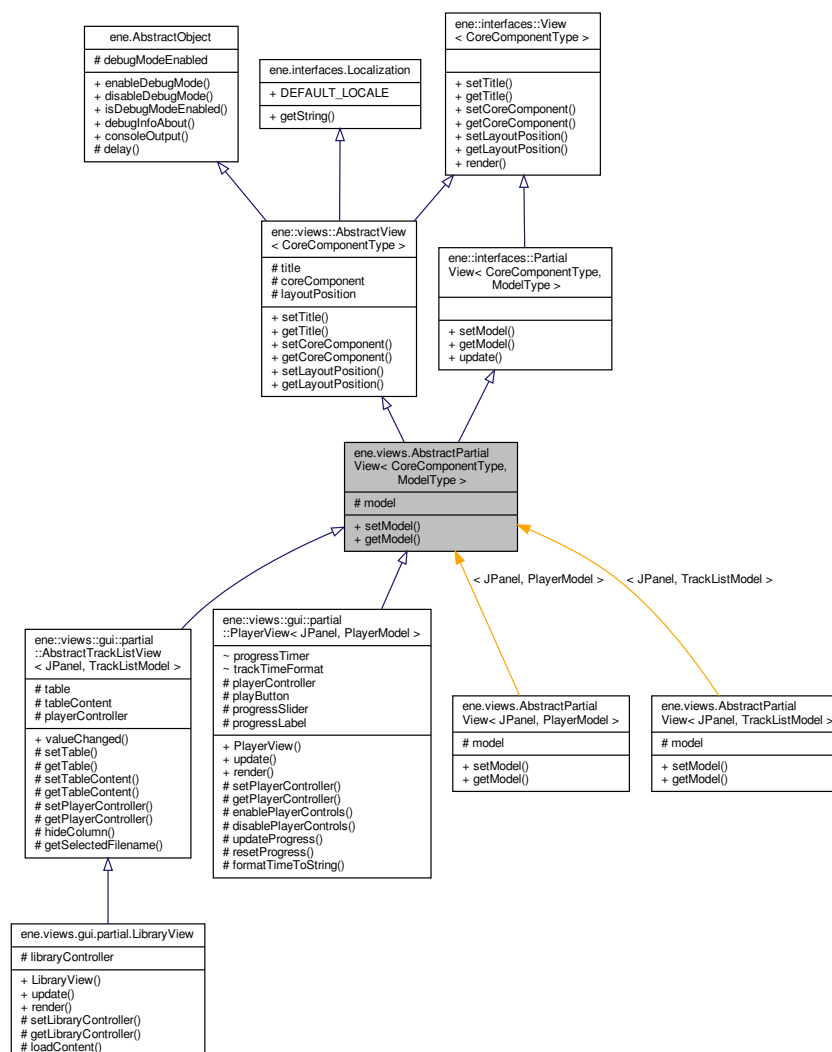 ene.AbstractObject
# debugModeEnabled
+ enableDebugMode()
+ disableDebugMode()
+ isDebugModeEnabled()
+ debugInfoAbout()
+ consoleOutput()
# delay()
ene.interfaces.Localization
+ DEFAULT_LOCALE
+ getString()
ene::interfaces::View
< CoreComponentType >
+ setTitle()
+ getTitle()
+ setCoreComponent()
+ getCoreComponent()
+ setLayoutPosition()
+ getLayoutPosition()
+ render()
ene::views::AbstractView
< CoreComponentType >
# title
# coreComponent
# layoutPosition
+ setTitle()
+ getTitle()
+ setCoreComponent()
+ getCoreComponent()
+ setLayoutPosition()
+ getLayoutPosition()
ene::interfaces::Partial
View< CoreComponentType,
ModelType >
+ setModel()
+ getModel()
+ update()
ene.views.AbstractPartial
View< CoreComponentType,
ModelType >
# model
+ setModel()
+ getModel()
< JPanel, PlayerModel >
< JPanel, TrackListModel >
ene::views::gui::partial
::AbstractTrackListView
< JPanel, TrackListModel >
# table
# tableContent
# playerController
+ valueChanged()
# setTable()
# getTable()
# setTableContent()
# getTableContent()
# setPlayerController()
# getPlayerController()
# hideColumn()
# getSelectedFilename()
ene::views::gui::partial
::PlayerView< JPanel, PlayerModel >
~ progressTimer
~ trackTimeFormat
# playerController
# playButton
# progressSlider
# progressLabel
+ PlayerView()
+ update()
+ render()
# setPlayerController()
# getPlayerController()
# enablePlayerControls()
# disablePlayerControls()
# updateProgress()
# resetProgress()
# formatTimeToString()
ene.views.AbstractPartial
View< JPanel, PlayerModel >
# model
+ setModel()
+ getModel()
ene.views.AbstractPartial
View< JPanel, TrackListModel >
# model
+ setModel()
+ getModel()
ene.views.gui.partial.LibraryView
# libraryController
+ LibraryView()
+ update()
+ render()
# setLibraryController()
# getLibraryController()
# loadContent()